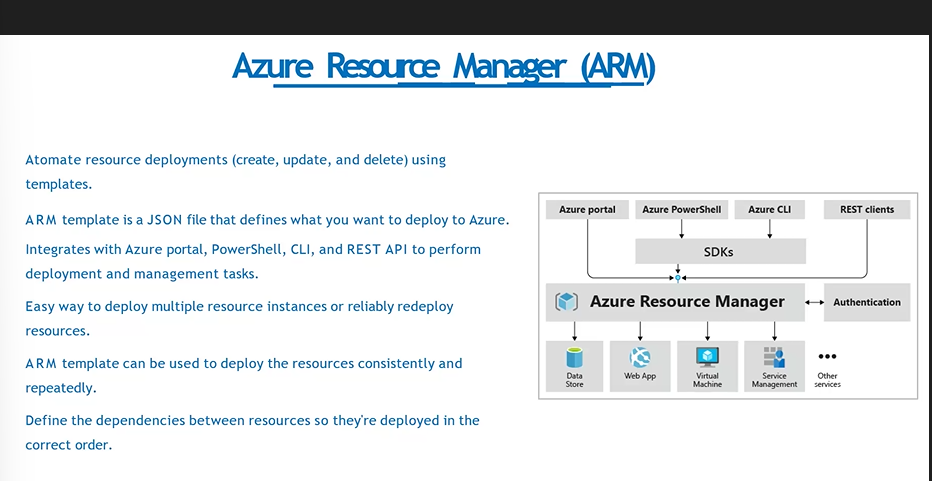 Azure Resource Manager (ARM)
Atomate resource deployments (create, update, and delete) using
templates.
ARM template is a JSON file that defines what you want to deploy to Azure.
Integrates with Azure portal, PowerShell, CLI, and REST API to perform
deployment and management tasks.
Easy way to deploy multiple resource instances or reliably redeploy
resources.
ARM template can be used to deploy the resources consistently and
repeatedly.
Define the dependencies between resources so they're deployed in the
correct order.
Azure portal
Azure PowerShell
Azure CLI
REST clients
SDKs
Azure Resource Manager
Authentication
Data
Store
Web App
Virtual
Machine
Service
Management
Other
services